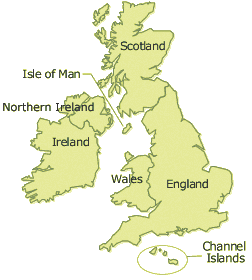 Scotland
Isle of Man
Northern Ireland
Ireland
Wales
England
Channel
Islands